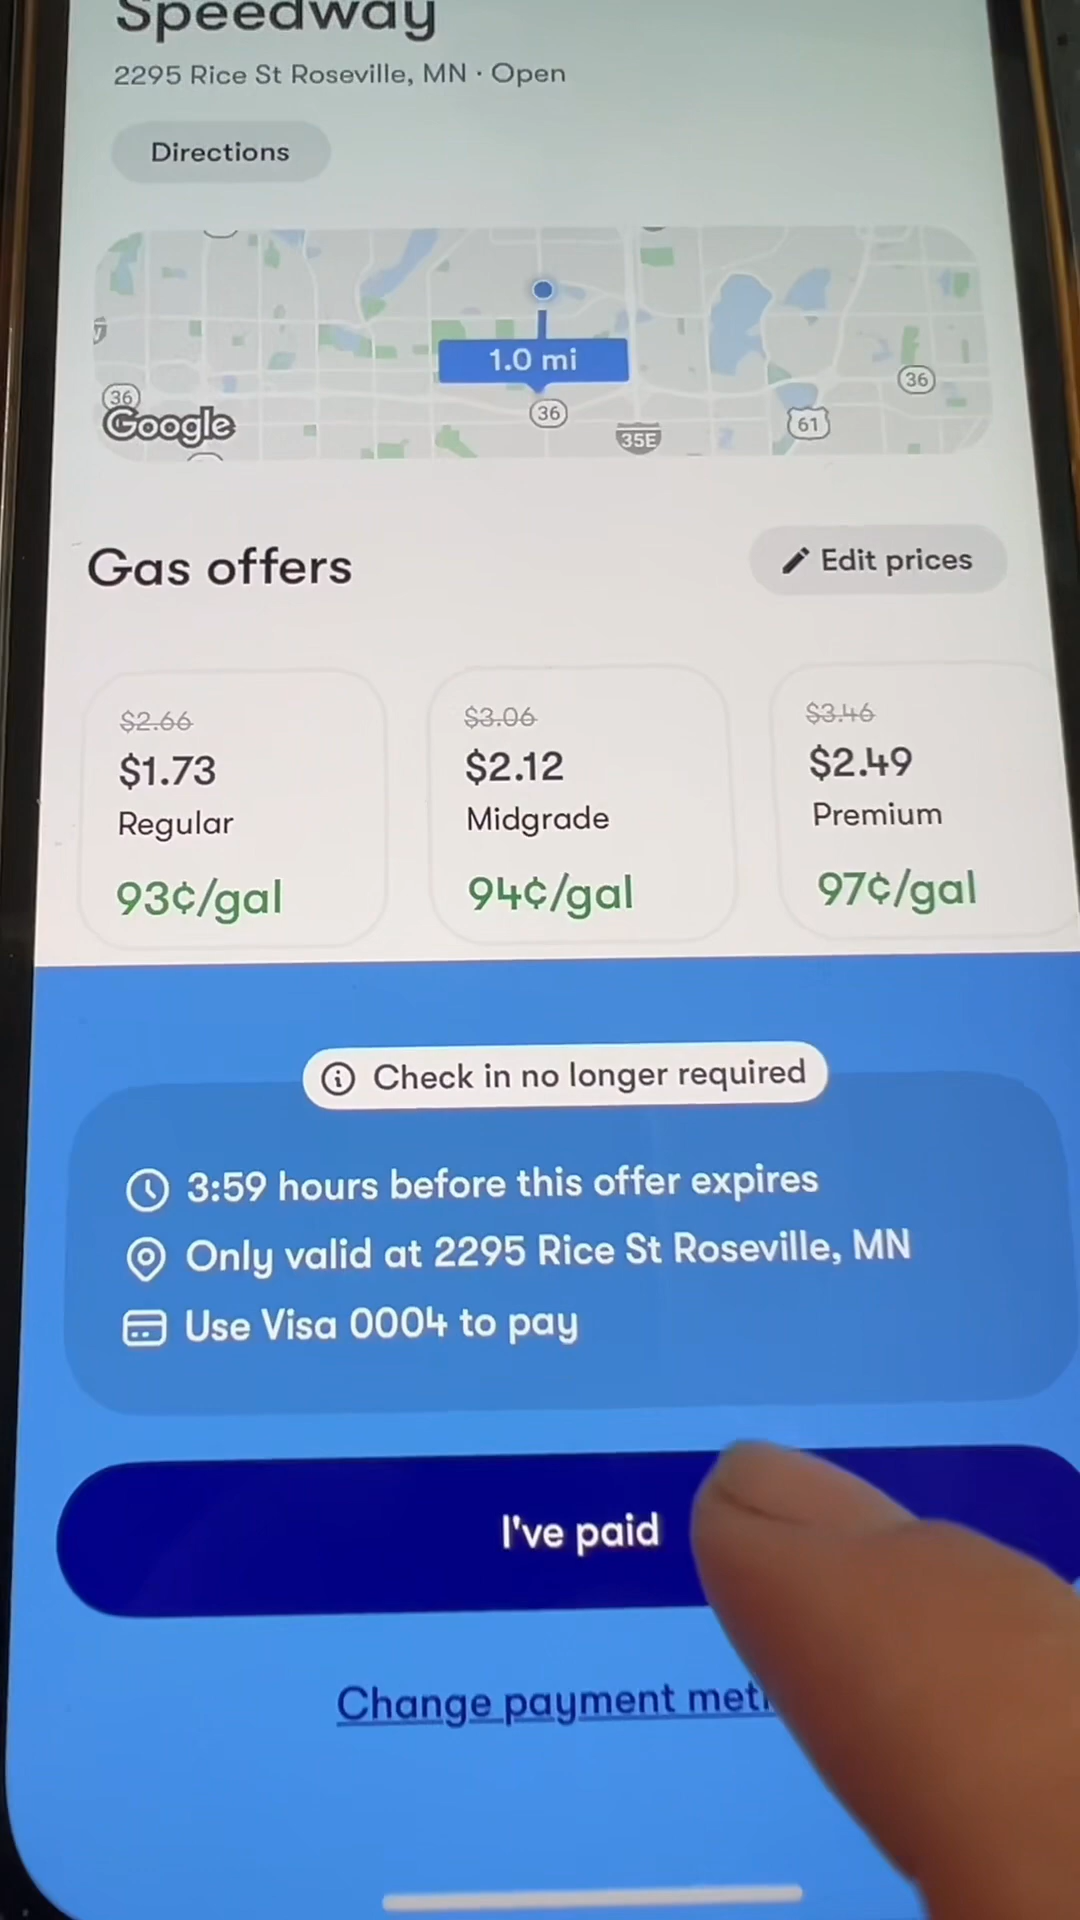 Speedway
2295 Rice St Roseville, MN · Open
Directions
1.0 mi
36
36
36
Google
35E
61
Gas offers
Edit prices
$2.66
$1.73
Regular
93¢/gal
$3.06
$2.12
Midgrade
94¢/gal
$3.46
$2.49
Premium
97¢/gal
Check in no longer required
3:59 hours before this offer expires
Only valid at 2295 Rice St Roseville, MN
Use Visa 0004 to pay
I've paid
Change payment